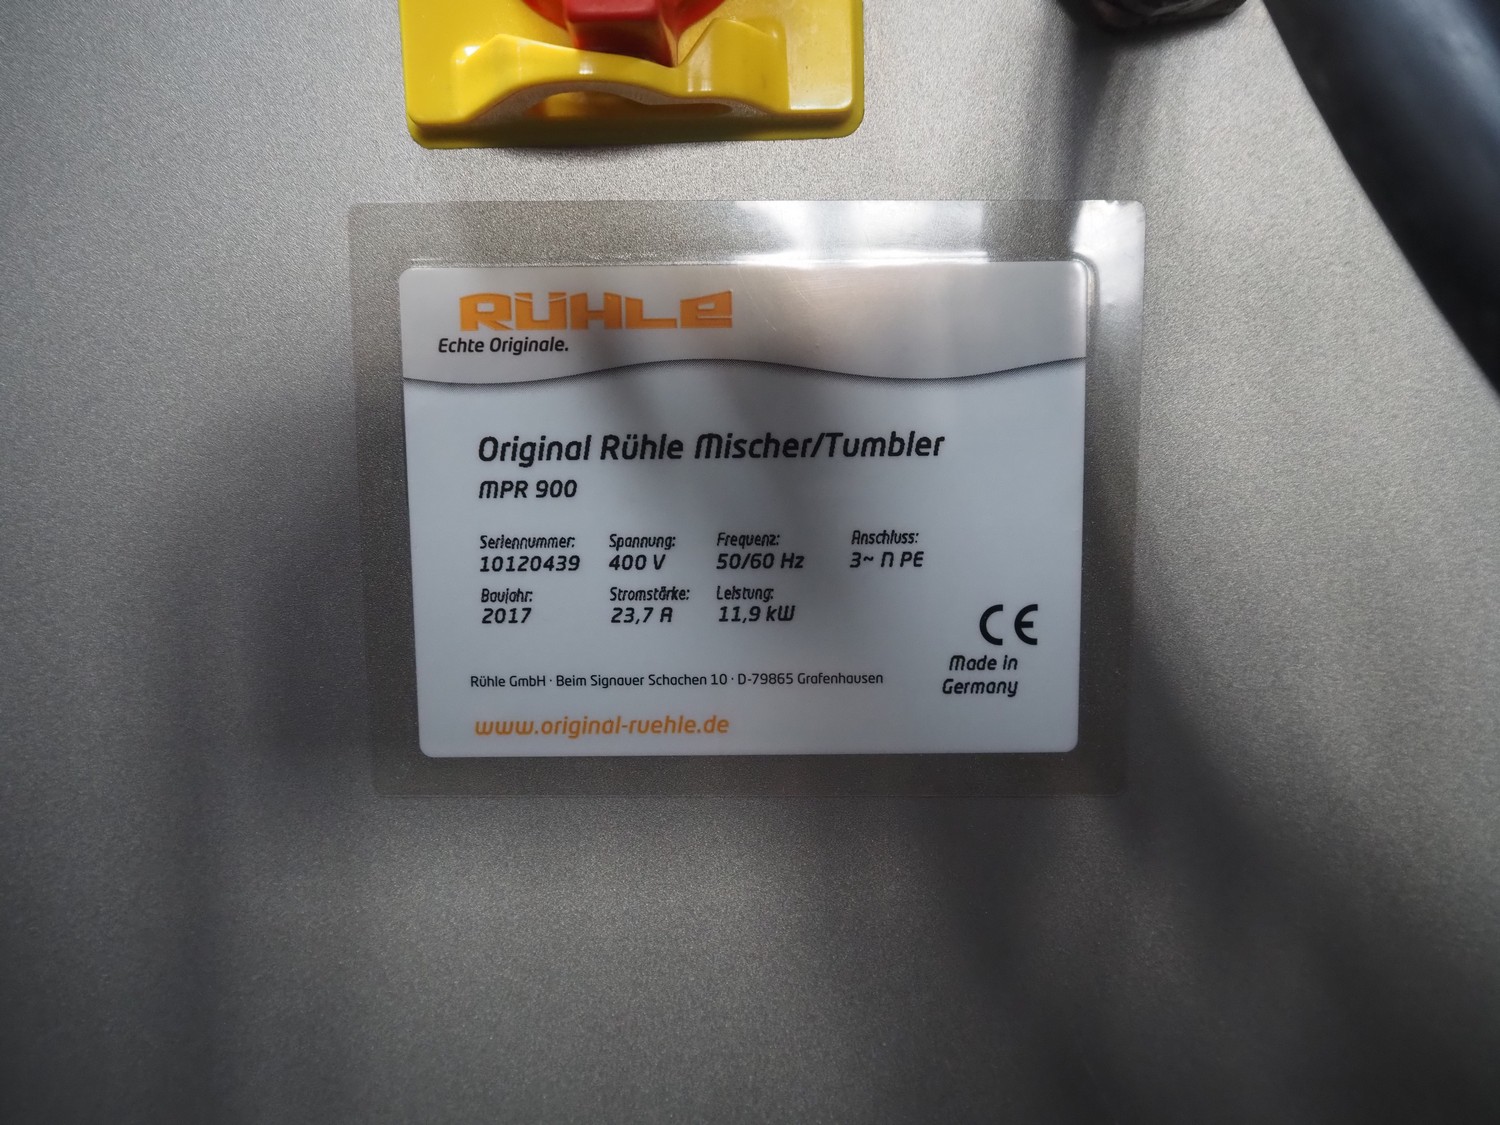 RÜHLE
Echte Originale.
Original Rühle Mischer/Tumbler
MPR 900
Seriennummer: Spannung: Frequenz: Anschluss:
10120439 400 V 50/60 Hz 3~ N PE
Baujahr: Stromstärke: Leistung:
2017 23,7 A 11,9 kW
CE
Made in
Germany
Rühle GmbH · Beim Signauer Schachen 10 · D-79865 Grafenhausen
www.original-ruehle.de